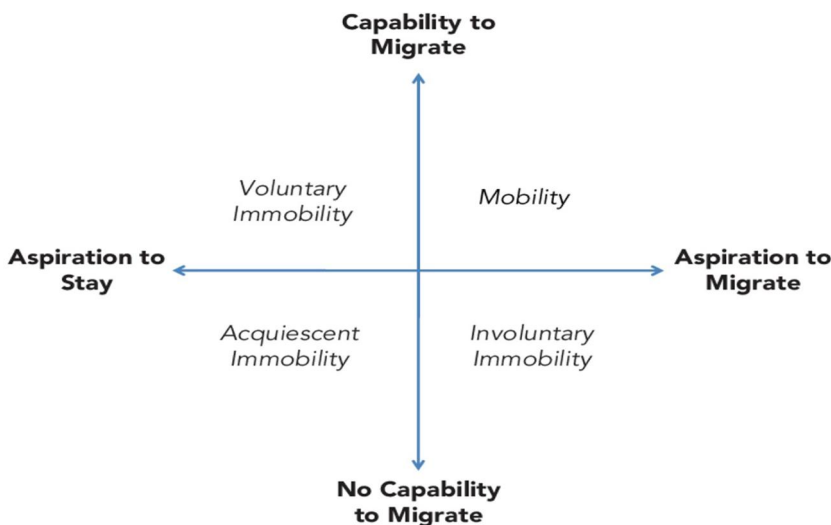 Capability to
Migrate
Voluntary
Immobility
Mobility
Aspiration to
Stay
Aspiration to
Migrate
Acquiescent
Immobility
Involuntary
Immobility
No Capability
to Migrate